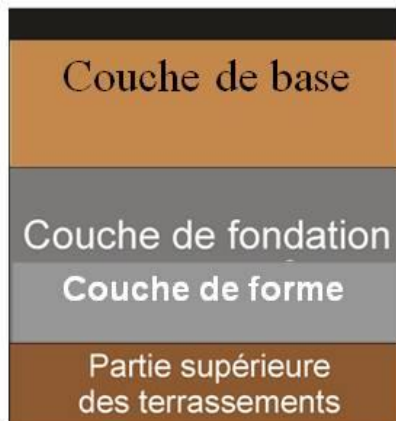 Couche de base
Couche de fondation
Couche de forme
Partie supérieure
des terrassements